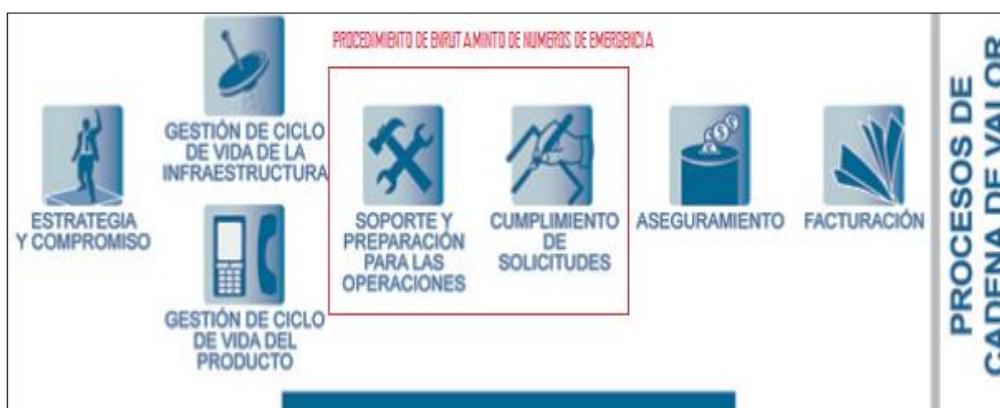 PROCEDIMIENTO DE ENRUT AMINTO DE NUMEROS DE EMERGENCIA
GESTIÓN DE CICLO
DE VIDA DE LA
INFRAESTRUCTURA
ESTRATEGIA
Y COMPROMISO
SOPORTE Y
PREPARACIÓN
PARA LAS
OPERACIONES
CUMPLIMIENTO
DE
SOLICITUDES
ASEGURAMIENTO
FACTURACIÓN
GESTIÓN DE CICLO
DE VIDA DEL
PRODUCTO
PROCESOS DE
CADENA DE VALOR